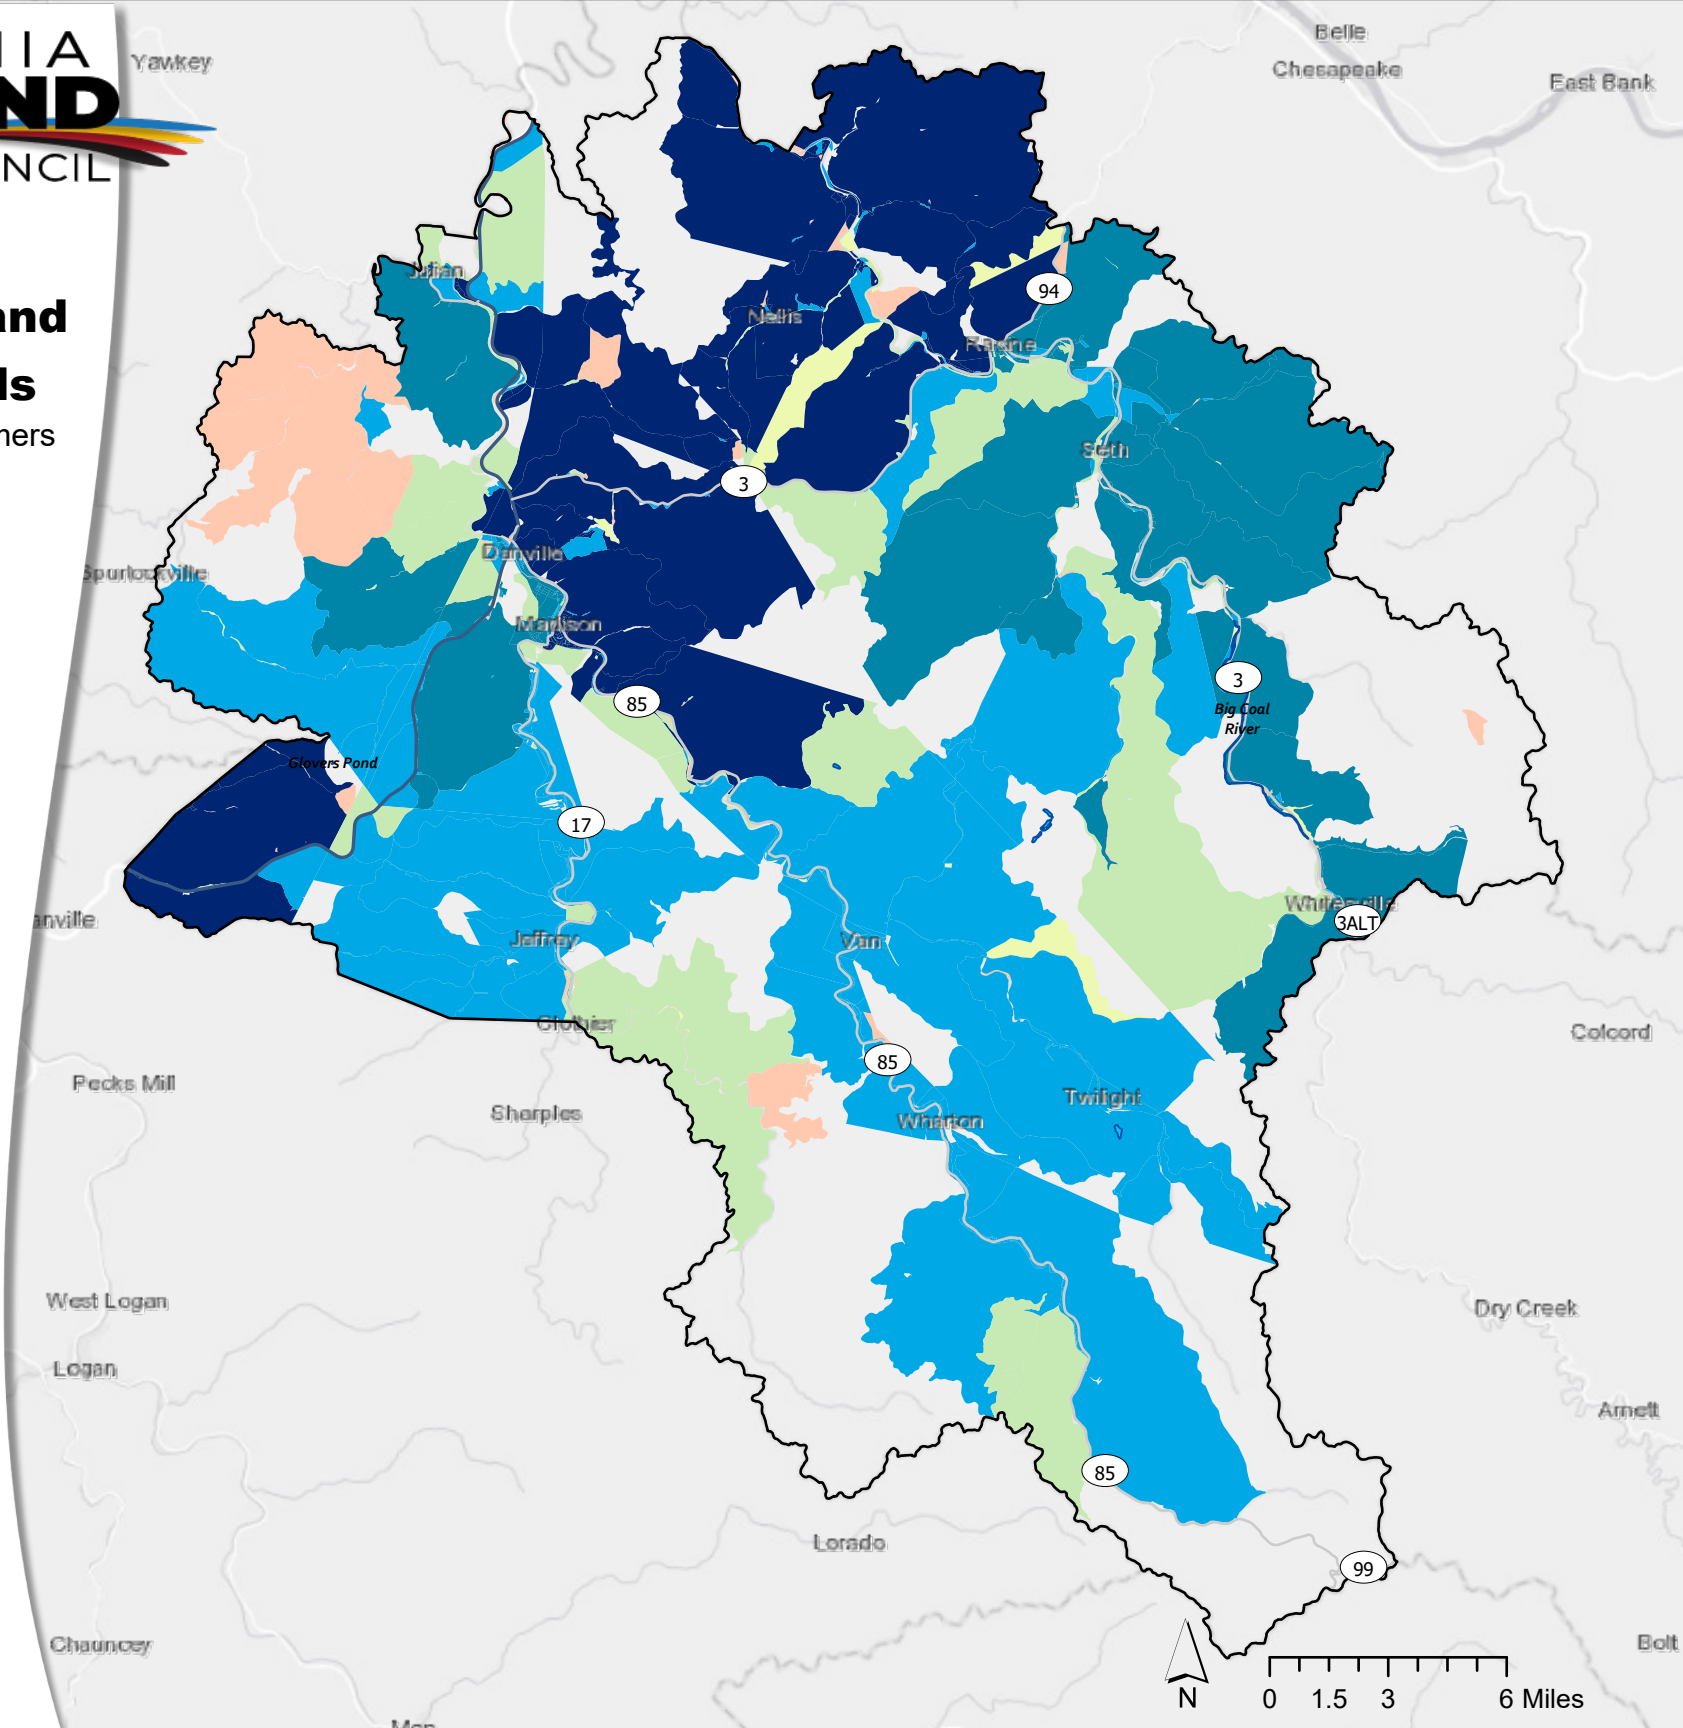 IIA
ND
NCIL
and
ls
ners
Yawkey
Belle
Chesapeake
East Bank
Julian
94
Nellis
Racine
Seth
3
Danville
Spurlockville
Madison
85
3
Big Coal
River
Glovers Pond
17
Whitesville
3ALT
anville
Jeffrey
Van
Clothier
Colcord
85
Pecks Mill
Sharples
Twilight
Wharton
West Logan
Dry Creek
Logan
Arnett
85
Lorado
99
Chauncey
Bolt
N
0 1.5 3 6 Miles